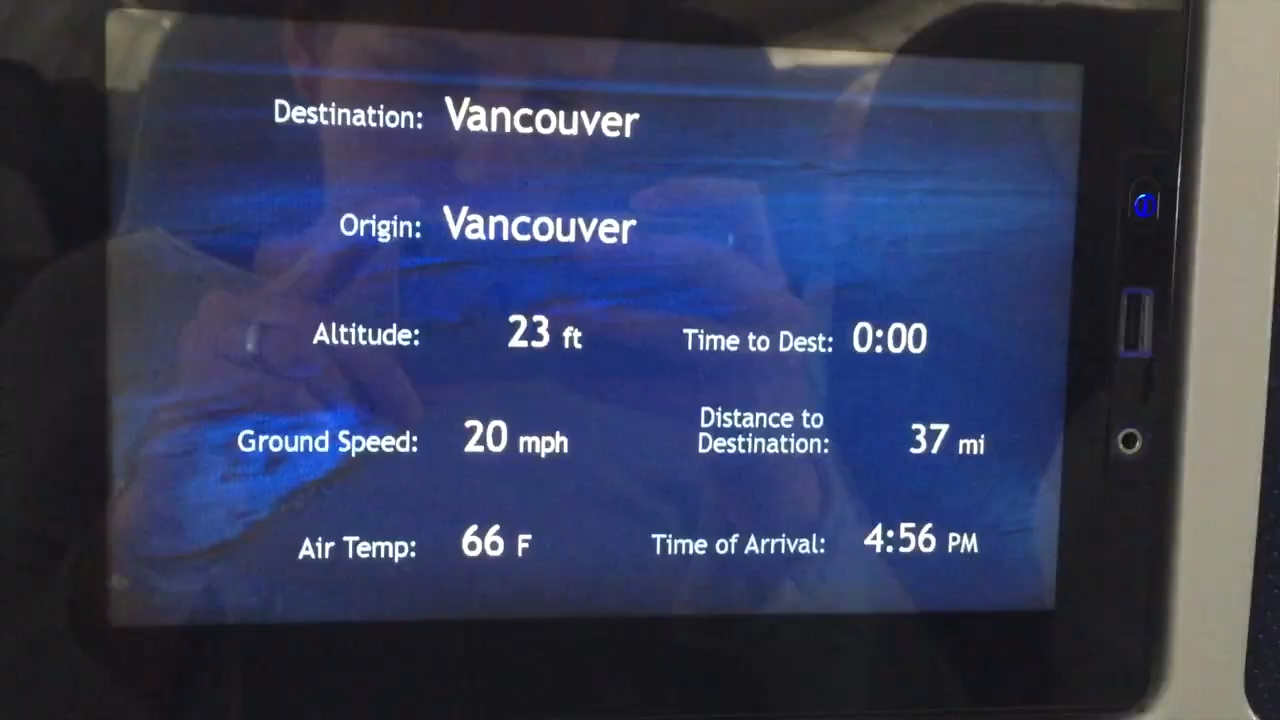 Destination: Vancouver
Origin: Vancouver
Altitude: 23 ft
Time to Dest: 0:00
Ground Speed: 20 mph
Distance to
Destination: 37 mi
Air Temp: 66 F
Time of Arrival: 4:56 PM